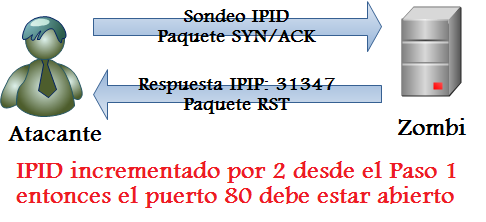 Sondeo IPID
Paquete SYN/ACK
Respuesta IPIP: 31347
Paquete RST
Atacante
Zombi
IPID incrementado por 2 desde el Paso 1
entonces el puerto 80 debe estar abierto